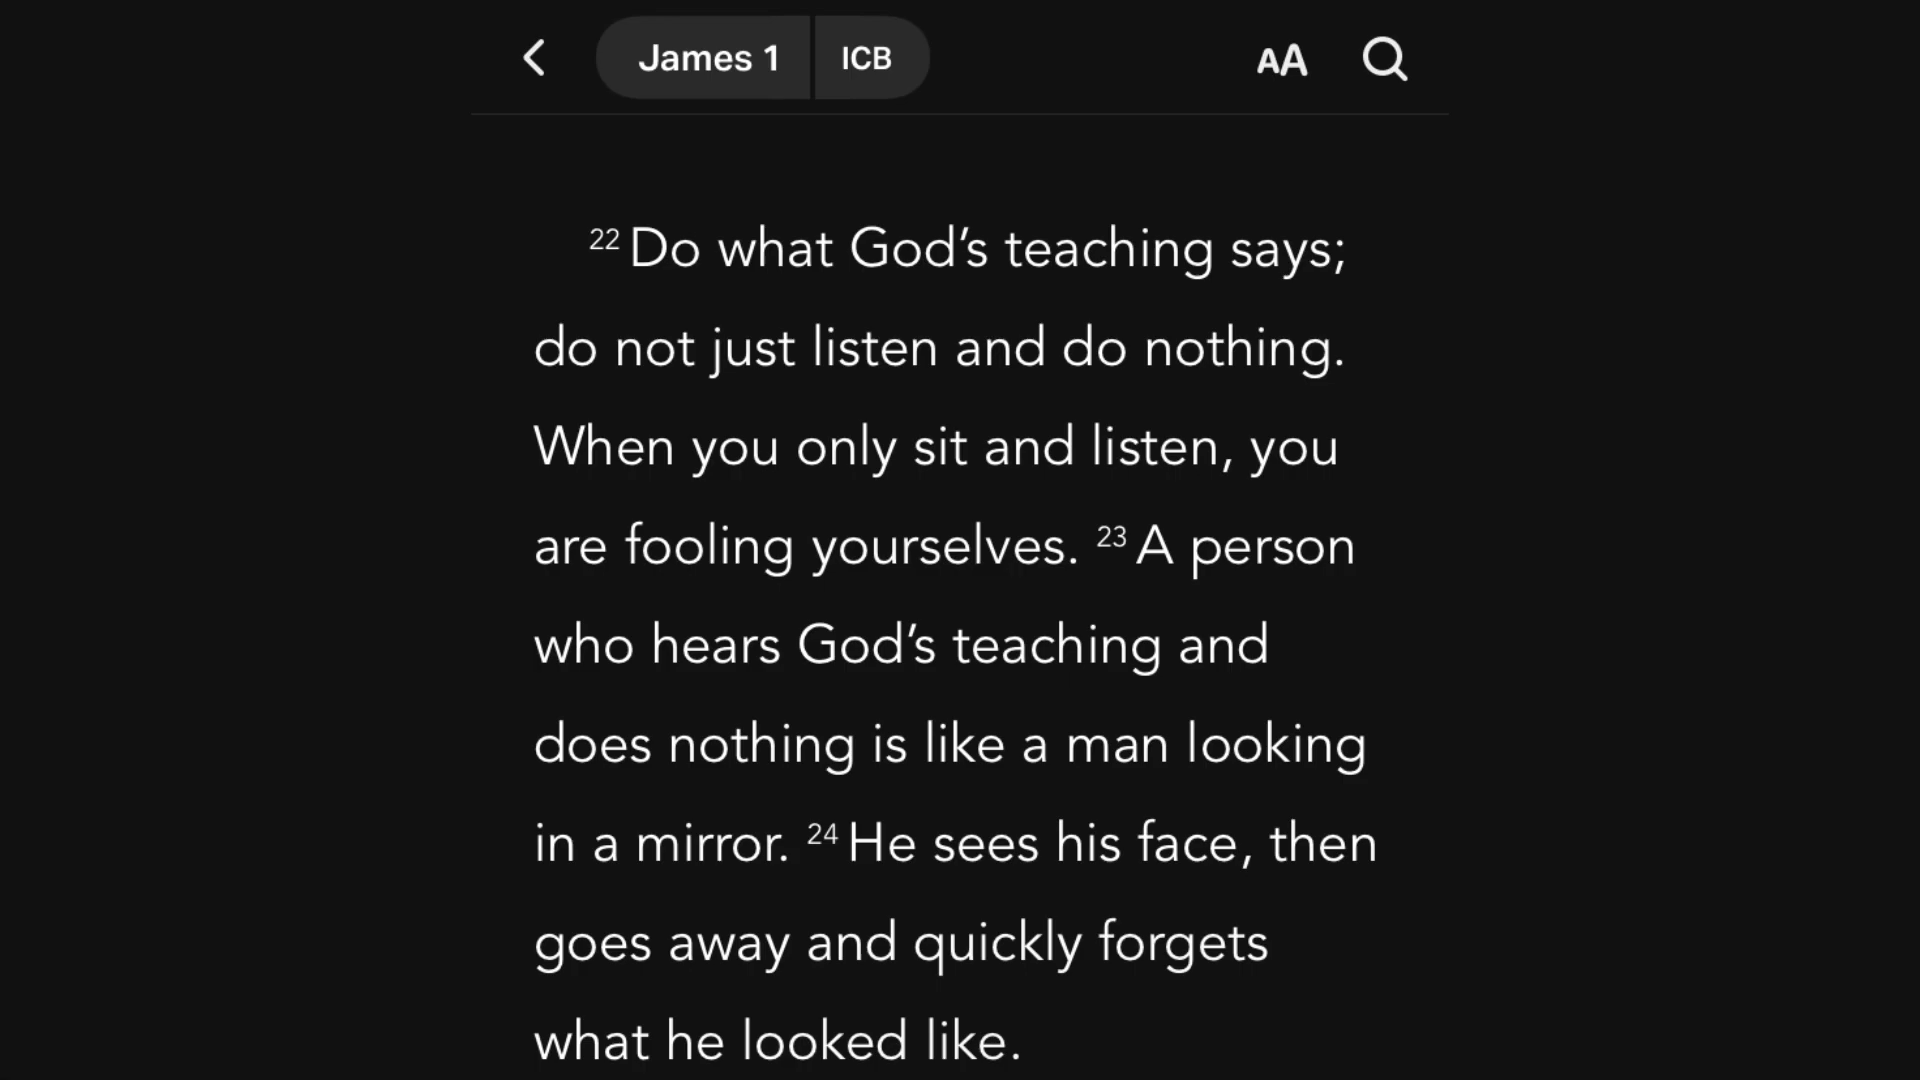 James 1 ICB AA
22 Do what God’s teaching says;
do not just listen and do nothing.
When you only sit and listen, you
are fooling yourselves. 23 A person
who hears God’s teaching and
does nothing is like a man looking
in a mirror. 24 He sees his face, then
goes away and quickly forgets
what he looked like.